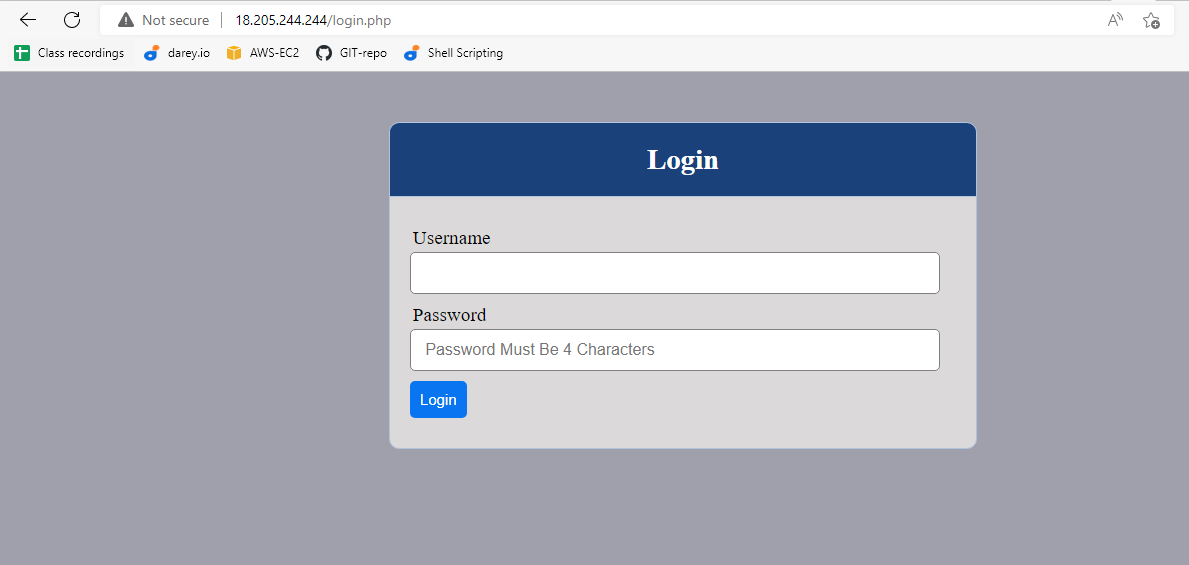 Not secure | 18.205.244.244/login.php
Class recordings darey.io AWS-EC2 GIT-repo Shell Scripting
Login
Username
Password
Password Must Be 4 Characters
Login